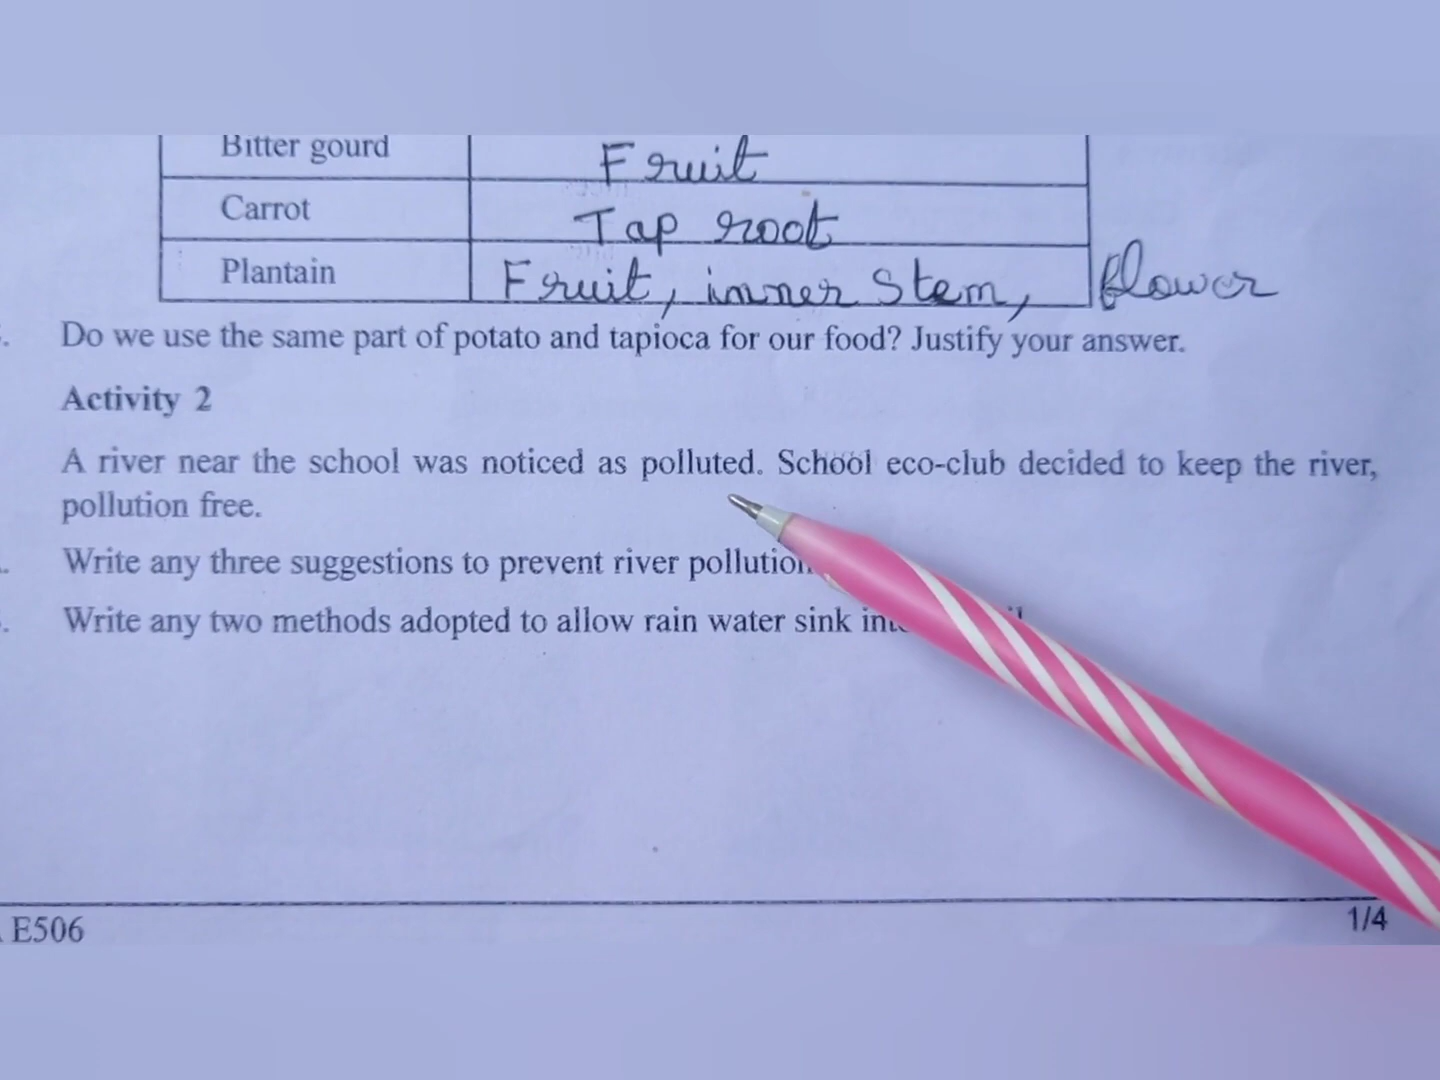 Bitter gourd Fruit
Carrot Tap root
Plantain Fruit, inner Stem, flower
Do we use the same part of potato and tapioca for our food? Justify your answer.
Activity 2
A river near the school was noticed as polluted. School eco-club decided to keep the river,
pollution free.
Write any three suggestions to prevent river pollution
Write any two methods adopted to allow rain water sink
E506 1/4